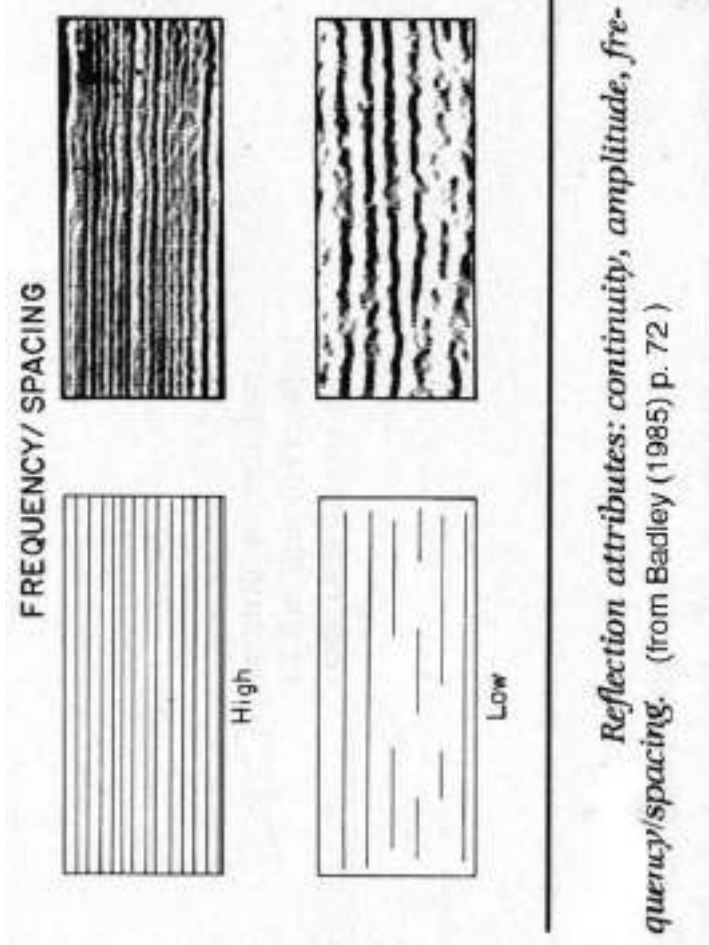 FREQUENCY/ SPACING
High
Low
Reflection attributes: continuity, amplitude, fre-
quency/spacing. (from Badley (1985) p. 72 )